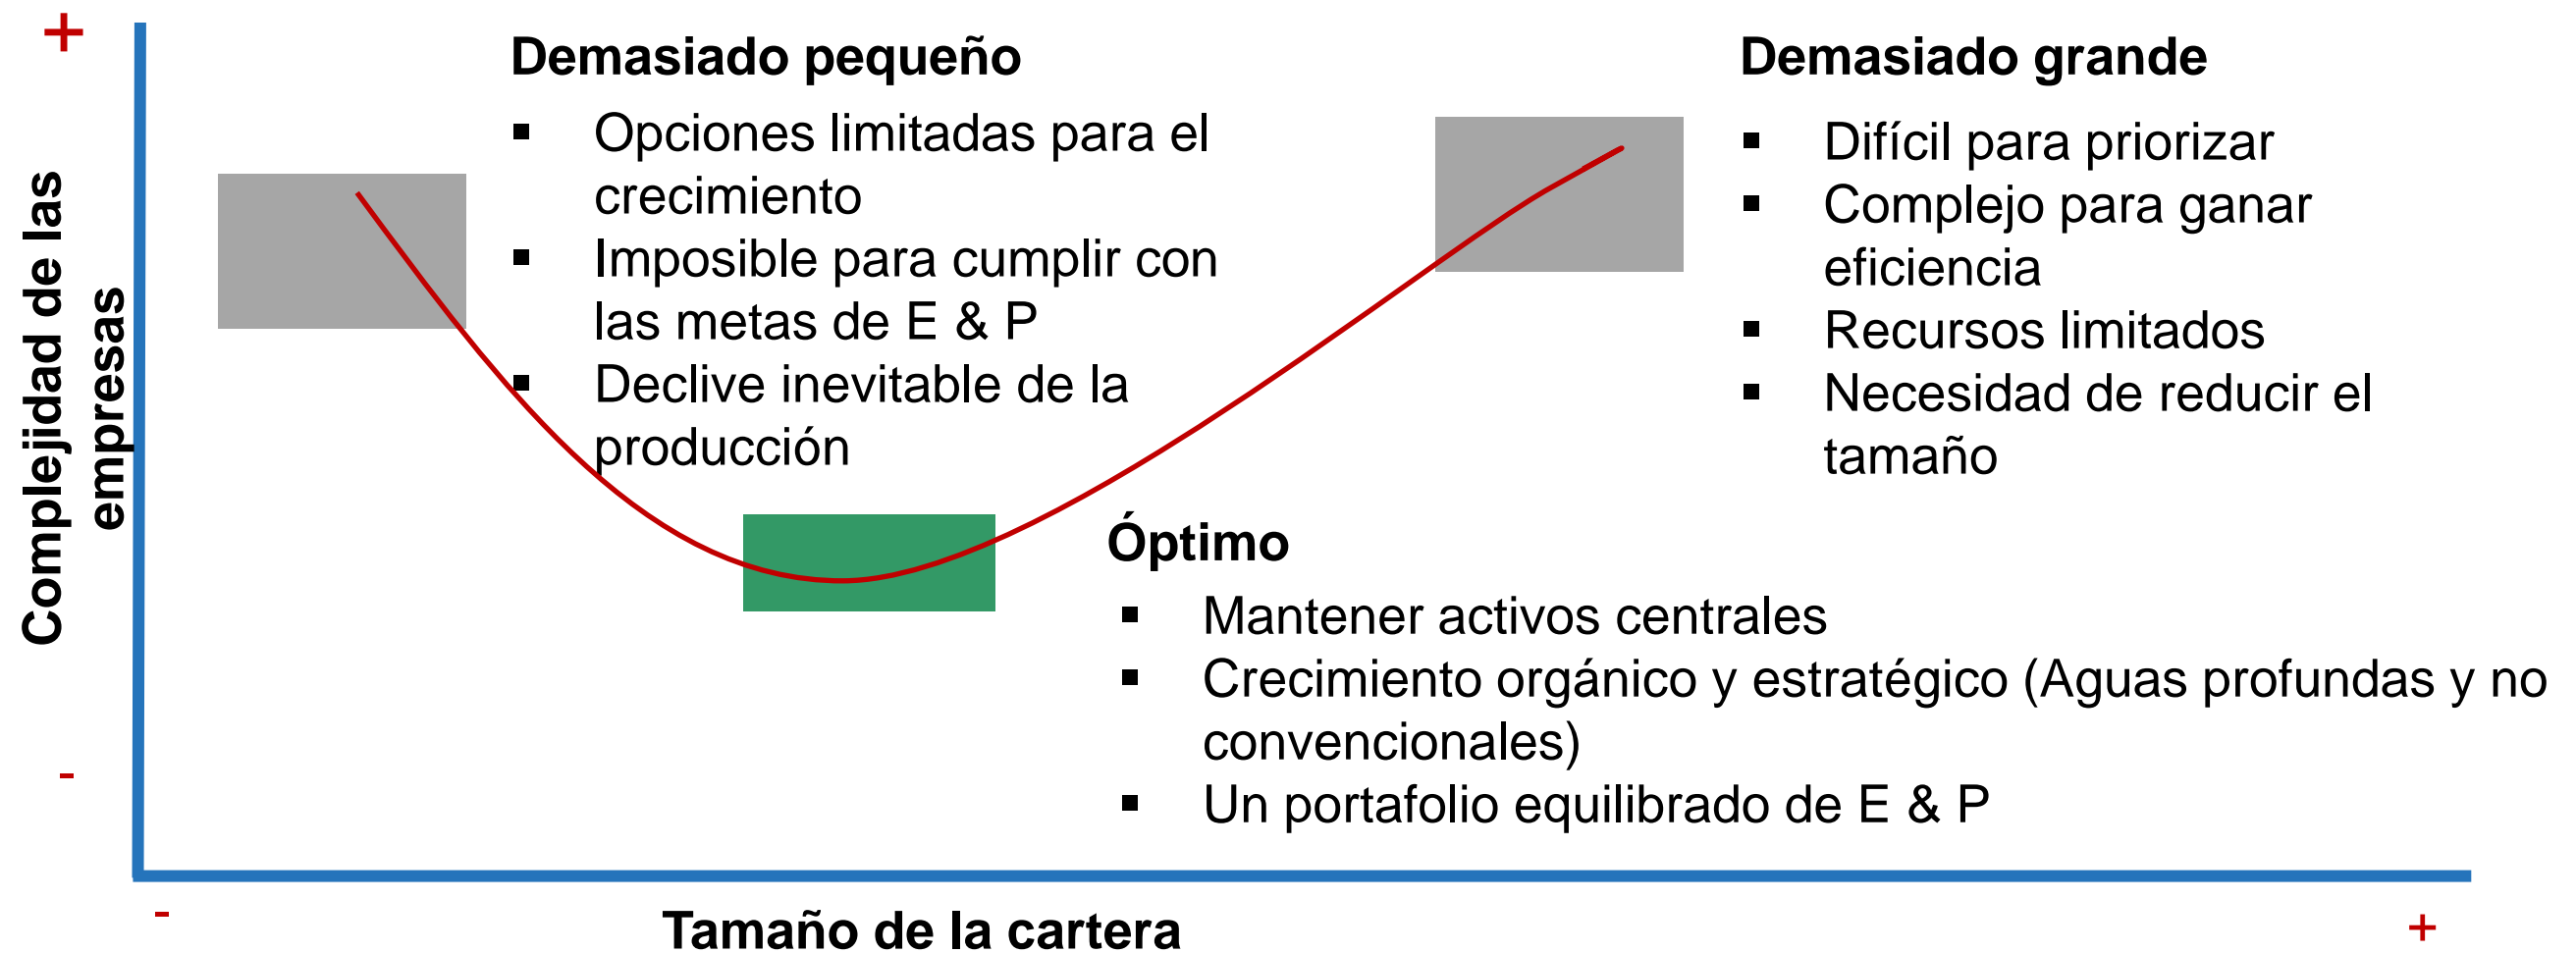 +
Complejidad de las
empresas
-
Demasiado pequeño
▪ Opciones limitadas para el
crecimiento
▪ Imposible para cumplir con
las metas de E & P
▪ Declive inevitable de la
producción
Demasiado grande
▪ Difícil para priorizar
▪ Complejo para ganar
eficiencia
▪ Recursos limitados
▪ Necesidad de reducir el
tamaño
Óptimo
▪ Mantener activos centrales
▪ Crecimiento orgánico y estratégico (Aguas profundas y no
convencionales)
▪ Un portafolio equilibrado de E & P
-
Tamaño de la cartera
+